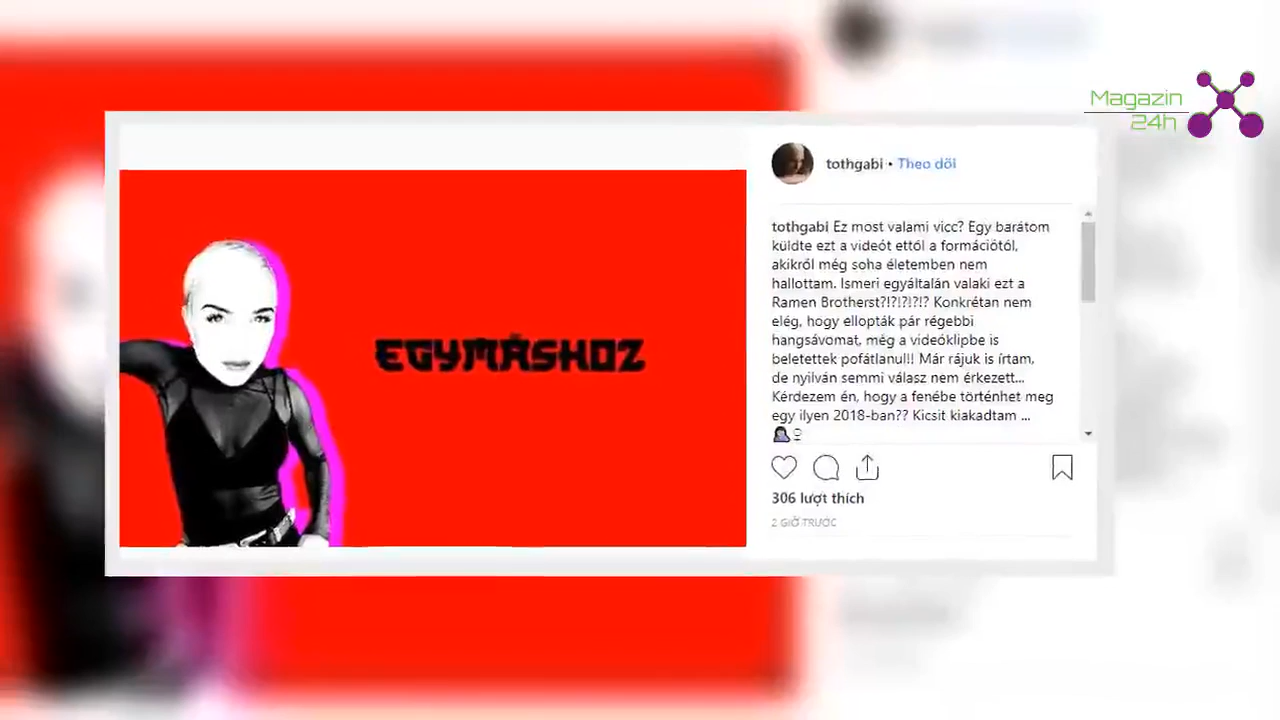 Magazin
24h
tothgabi • Theo dõi
tothgabi Ez most valami vicc? Egy barátom
küldte ezt a videót ettől a formációtól,
akikről még soha életemben nem
hallottam. Ismeri egyáltalán valaki ezt a
Ramen Brotherst?!?!?!?!? Konkrétan nem
elég, hogy ellopták pár régebbi
hangsávomat, még a videóklipbe is
beletettek pofátlanul!! Már rájuk is írtam,
de nyilván semmi válasz nem érkezett...
Kérdezem én, hogy a fenébe történhet meg
egy ilyen 2018-ban?? Kicsit kiakadtam ...
EGYMÁSHOZ
306 lượt thích
2 GIỜ TRƯỚC